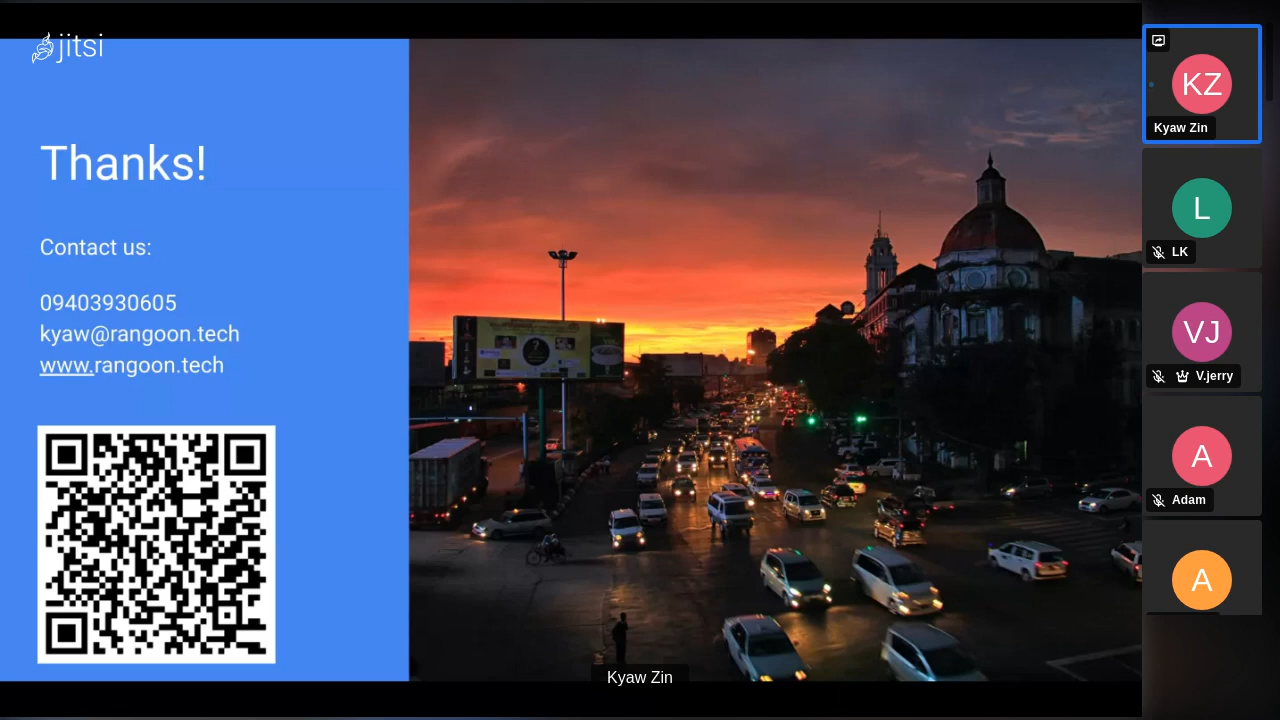 jitsi
Thanks!
Contact us:
09403930605
kyaw@rangoon.tech
www.rangoon.tech
Kyaw Zin
KZ
Kyaw Zin
L
LK
VJ
V.jerry
A
Adam
A